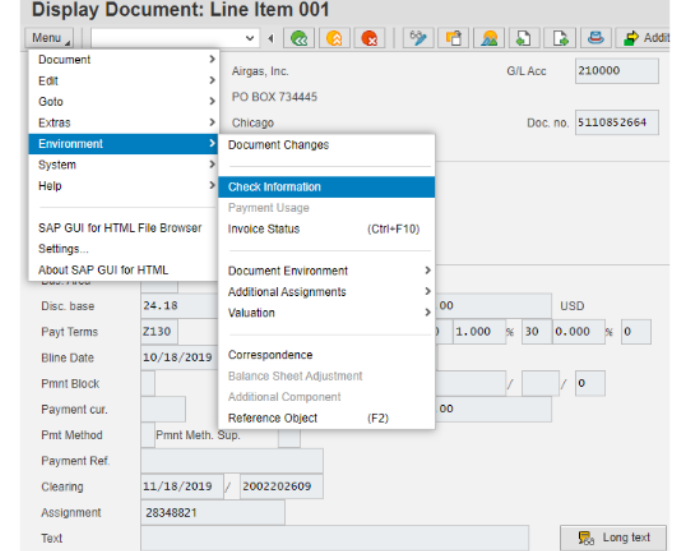 Display Document: Line Item 001
Menu Addit
Document
Edit
Goto
Extras
Environment
System
Help
SAP GUI for HTML File Browser
Settings...
About SAP GUI for HTML
Document Changes
Check Information
Payment Usage
Invoice Status (Ctrl+F10)
Document Environment
Additional Assignments
Valuation
Correspondence
Balance Sheet Adjustment
Additional Component
Reference Object (F2)
Airgas, Inc. G/L Acc 210000
PO BOX 734445
Chicago Doc. no. 5110852664
Disc. base 24.18 00 USD
Payt Terms Z130 1.000 % 30 0.000 % 0
Bline Date 10/18/2019
Pmnt Block / / 0
Payment cur. 00
Pmt Method Pmnt Meth. Sup.
Payment Ref.
Clearing 11/18/2019 / 2002202609
Assignment 28348821
Text Long text